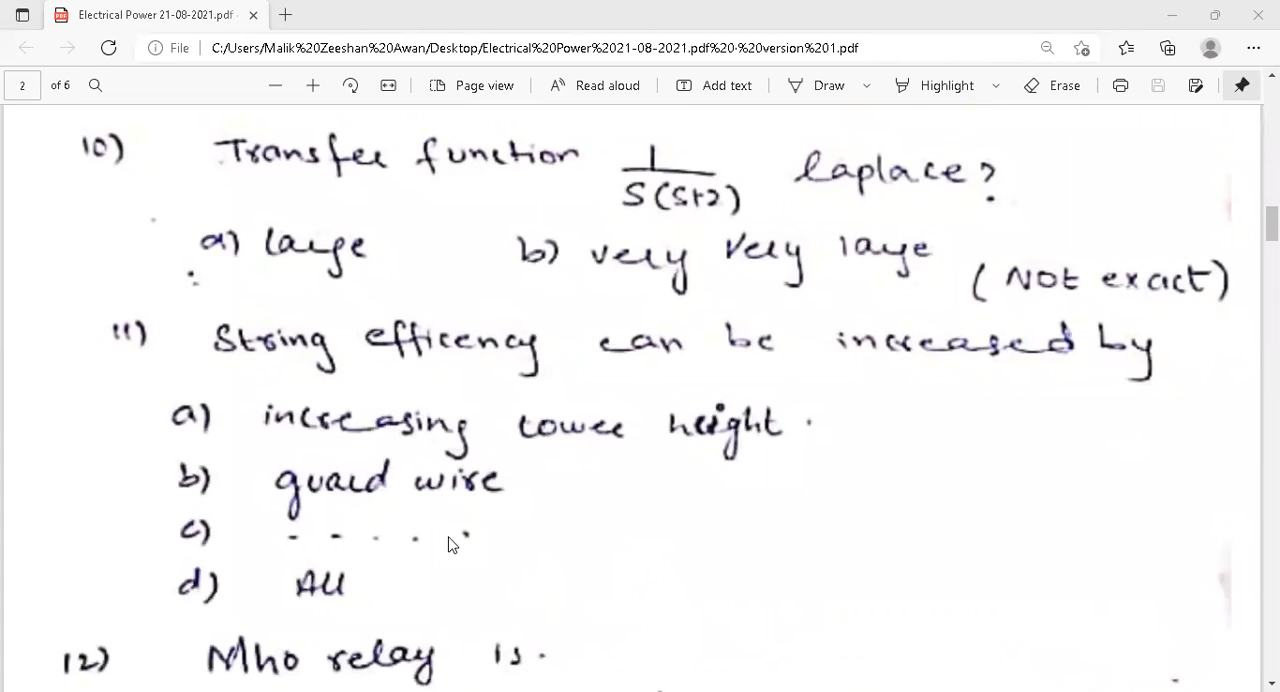 Electrical Power 21-08-2021.pdf
File C:/Users/Malik%20Zeeshan%20Awan/Desktop/Electrical%20Power%2021-08-2021.pdf%20-%20version%201.pdf
2 of 6 Page view Read aloud Add text Draw Highlight Erase
10) Transfer function 1/S(S+2) Laplace?
a) large b) very very large (Not exact)
11) String efficency can be increased by
a) increasing tower height.
b) guard wire
c) - - . . .
d) All
12) Mho relay is.